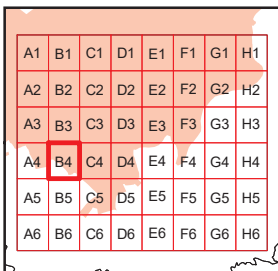 A1 B1 C1 D1 E1 F1 G1 H1
A2 B2 C2 D2 E2 F2 G2 H2
A3 B3 C3 D3 E3 F3 G3 H3
A4 B4 C4 D4 E4 F4 G4 H4
A5 B5 C5 D5 E5 F5 G5 H5
A6 B6 C6 D6 E6 F6 G6 H6